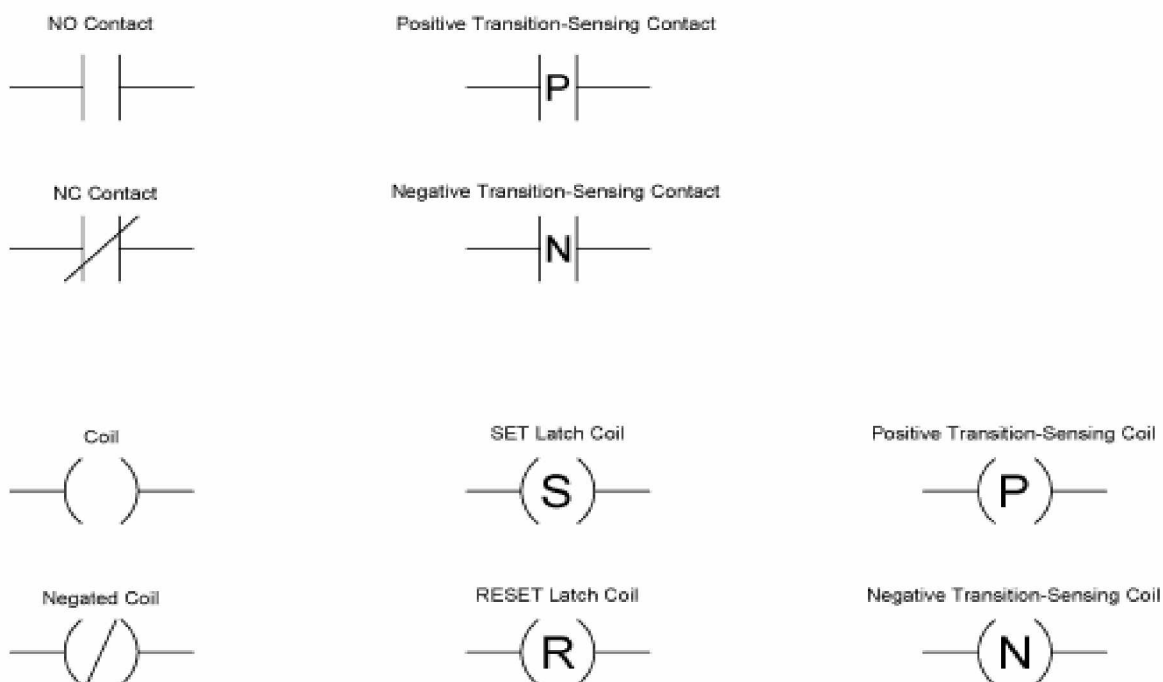 NO Contact
Positive Transition-Sensing Contact
P
NC Contact
Negative Transition-Sensing Contact
N
Coil
SET Latch Coil
Positive Transition-Sensing Coil
S
P
Negated Coil
RESET Latch Coil
Negative Transition-Sensing Coil
R
N